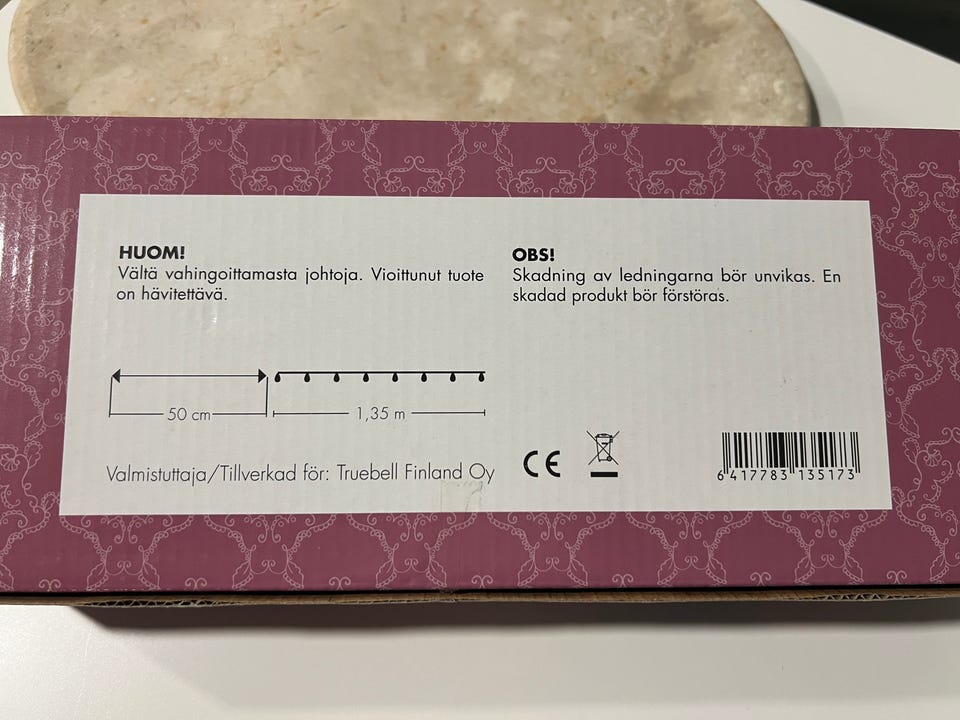 HUOM!
Vältä vahingoittamasta johtoja. Vioittunut tuote
on hävitettävä.
OBS!
Skadning av ledningarna bör unvikas. En
skadad produkt bör förstöras.
50 cm
1,35 m
Valmistuttaja/Tillverkad för: Truebell Finland Oy
CE
6 417783 135173